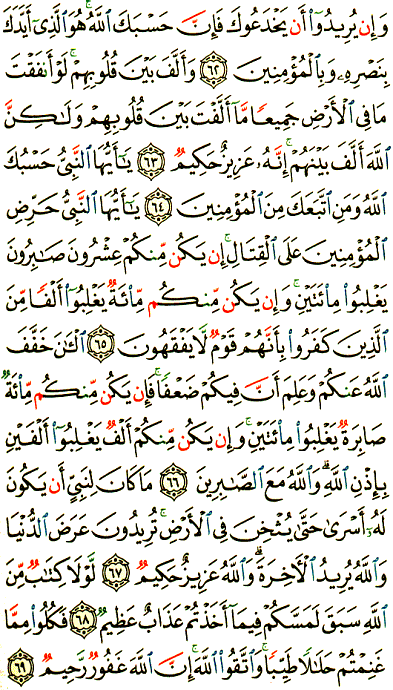 وَإِن يُرِيدُوٓا۟ أَن يَخْدَعُوكَ فَإِنَّ حَسْبَكَ ٱللَّهُ ۚ هُوَ ٱلَّذِىٓ أَيَّدَكَ
بِنَصْرِهِۦ وَبِٱلْمُؤْمِنِينَ ٦٢ وَأَلَّفَ بَيْنَ قُلُوبِهِمْ ۚ لَوْ أَنفَقْتَ
مَا فِى ٱلْأَرْضِ جَمِيعًا مَّآ أَلَّفْتَ بَيْنَ قُلُوبِهِمْ وَلَـٰكِنَّ
ٱللَّهَ أَلَّفَ بَيْنَهُمْ ۚ إِنَّهُۥ عَزِيزٌ حَكِيمٌ ٦٣ يَـٰٓأَيُّهَا ٱلنَّبِىُّ حَسْبُكَ
ٱللَّهُ وَمَنِ ٱتَّبَعَكَ مِنَ ٱلْمُؤْمِنِينَ ٦٤ يَـٰٓأَيُّهَا ٱلنَّبِىُّ حَرِّضِ
ٱلْمُؤْمِنِينَ عَلَى ٱلْقِتَالِ ۚ إِن يَكُن مِّنكُمْ عِشْرُونَ صَـٰبِرُونَ
يَغْلِبُوا۟ مِا۟ئَتَيْنِ ۚ وَإِن يَكُن مِّنكُم مِّا۟ئَةٌ يَغْلِبُوٓا۟ أَلْفًا مِّنَ
ٱلَّذِينَ كَفَرُوا۟ بِأَنَّهُمْ قَوْمٌ لَّا يَفْقَهُونَ ٦٥ ٱلْـَٔـٰنَ خَفَّفَ
ٱللَّهُ عَنكُمْ وَعَلِمَ أَنَّ فِيكُمْ ضَعْفًا ۚ فَإِن يَكُن مِّنكُم مِّا۟ئَةٌ
صَابِرَةٌ يَغْلِبُوا۟ مِا۟ئَتَيْنِ ۚ وَإِن يَكُن مِّنكُمْ أَلْفٌ يَغْلِبُوٓا۟ أَلْفَيْنِ
بِإِذْنِ ٱللَّهِ ۗ وَٱللَّهُ مَعَ ٱلصَّـٰبِرِينَ ٦٦ مَا كَانَ لِنَبِىٍّ أَن يَكُونَ
لَهُۥٓ أَسْرَىٰ حَتَّىٰ يُثْخِنَ فِى ٱلْأَرْضِ ۚ تُرِيدُونَ عَرَضَ ٱلدُّنْيَا
وَٱللَّهُ يُرِيدُ ٱلْـَٔاخِرَةَ ۗ وَٱللَّهُ عَزِيزٌ حَكِيمٌ ٦٧ لَّوْلَا كِتَـٰبٌ مِّنَ
ٱللَّهِ سَبَقَ لَمَسَّكُمْ فِيمَآ أَخَذْتُمْ عَذَابٌ عَظِيمٌ ٦٨ فَكُلُوا۟ مِمَّا
غَنِمْتُمْ حَلَـٰلًا طَيِّبًا ۚ وَٱتَّقُوا۟ ٱللَّهَ ۚ إِنَّ ٱللَّهَ غَفُورٌ رَّحِيمٌ ٦٩